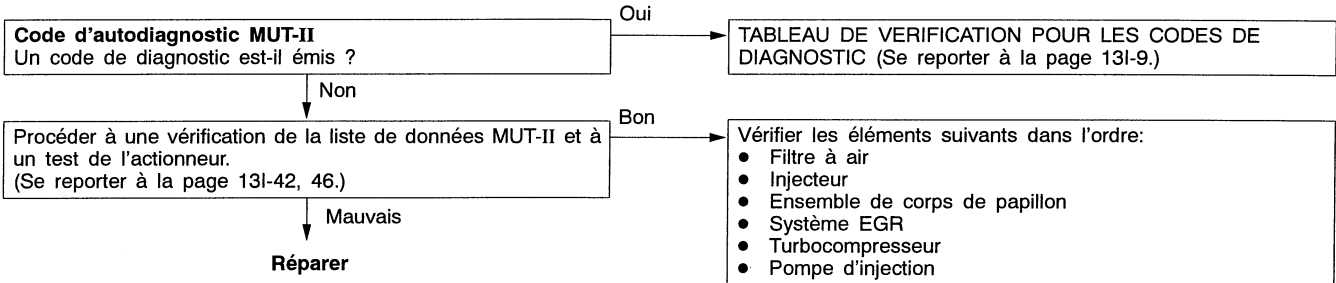 Code d'autodiagnostic MUT-II
Un code de diagnostic est-il émis ?
Oui
TABLEAU DE VERIFICATION POUR LES CODES DE
DIAGNOSTIC (Se reporter à la page 13I-9.)
Non
Procéder à une vérification de la liste de données MUT-II et à
un test de l'actionneur.
(Se reporter à la page 13I-42, 46.)
Bon
Vérifier les éléments suivants dans l'ordre:
● Filtre à air
● Injecteur
● Ensemble de corps de papillon
● Système EGR
● Turbocompresseur
● Pompe d'injection
Mauvais
Réparer